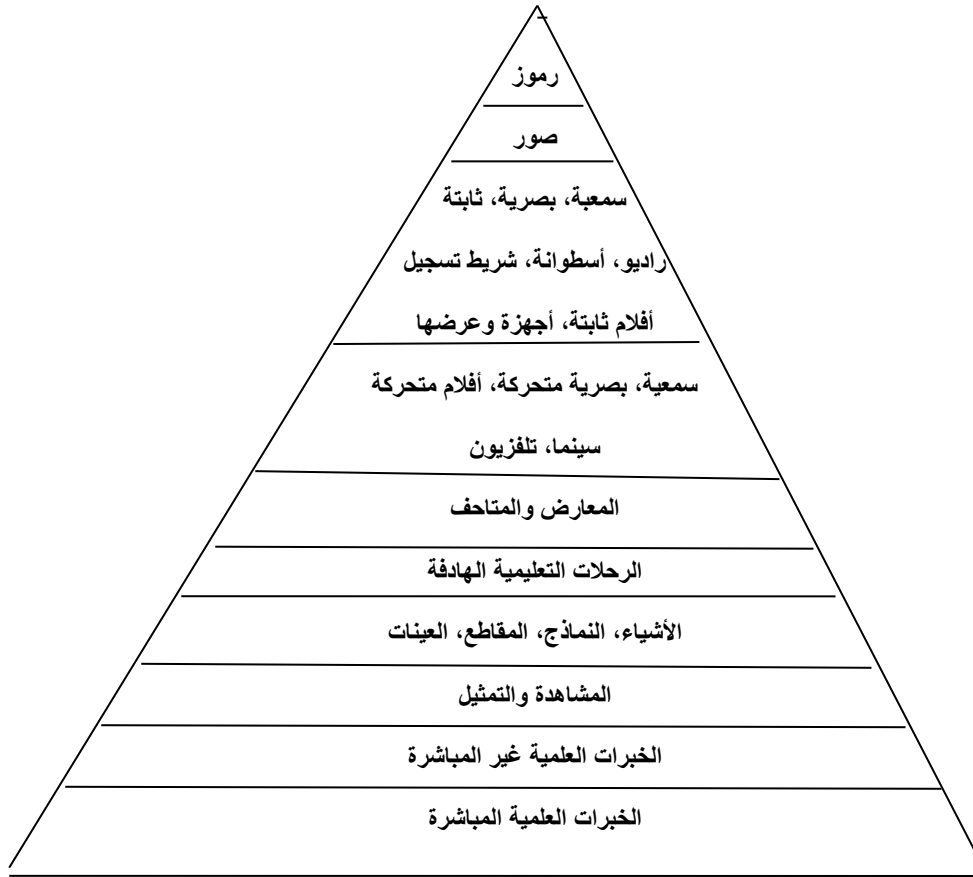 رموز
صور
سمعبة، بصرية، ثابتة
راديو، أسطوانة، شريط تسجيل
أفلام ثابتة، أجهزة وعرضها
سمعية، بصرية متحركة، أفلام متحركة
سينما، تلفزيون
المعارض والمتاحف
الرحلات التعليمية الهادفة
الأشياء، النماذج، المقاطع، العينات
المشاهدة والتمثيل
الخبرات العلمية غير المباشرة
الخبرات العلمية المباشرة